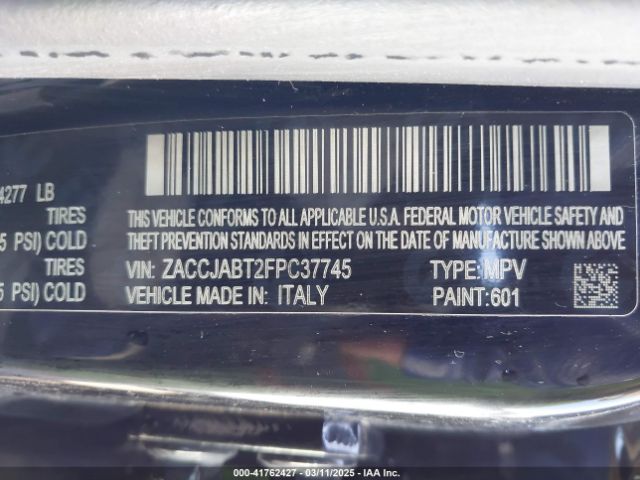 4277 LB
TIRES
5 PSI) COLD
TIRES
5 PSI) COLD
THIS VEHICLE CONFORMS TO ALL APPLICABLE U.S.A. FEDERAL MOTOR VEHICLE SAFETY AND
THEFT PREVENTION STANDARDS IN EFFECT ON THE DATE OF MANUFACTURE SHOWN ABOVE
VIN: ZACCJABT2FPC37745 TYPE: MPV
VEHICLE MADE IN: ITALY PAINT:601
000-41762427 - 03/11/2025 - IAA Inc.